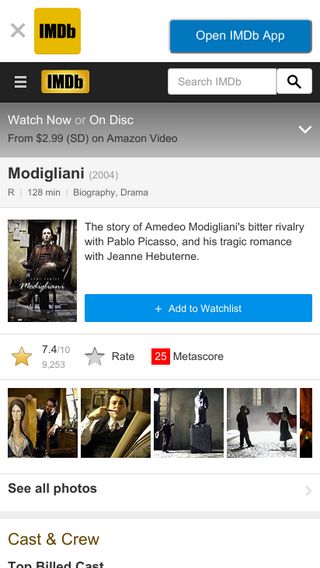 IMDb
Open IMDb App
IMDb
Search IMDb
Watch Now or On Disc
From $2.99 (SD) on Amazon Video
Modigliani (2004)
R | 128 min | Biography, Drama
Modigliani
The story of Amedeo Modigliani's bitter rivalry
with Pablo Picasso, and his tragic romance
with Jeanne Hebuterne.
+ Add to Watchlist
7.4/10
9,253
Rate
25 Metascore
See all photos
Cast & Crew
Top Billed Cast